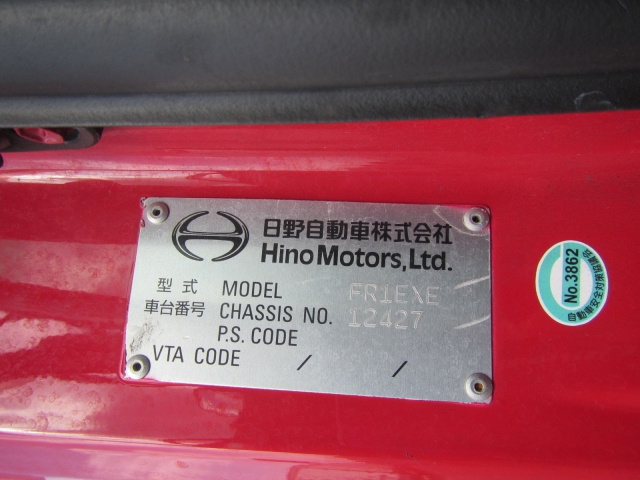 日野自動車株式会社
Hino Motors, Ltd.
型式 MODEL FR1EXE
車台番号 CHASSIS NO. 12427
P.S. CODE
VTA CODE / /
No.3862